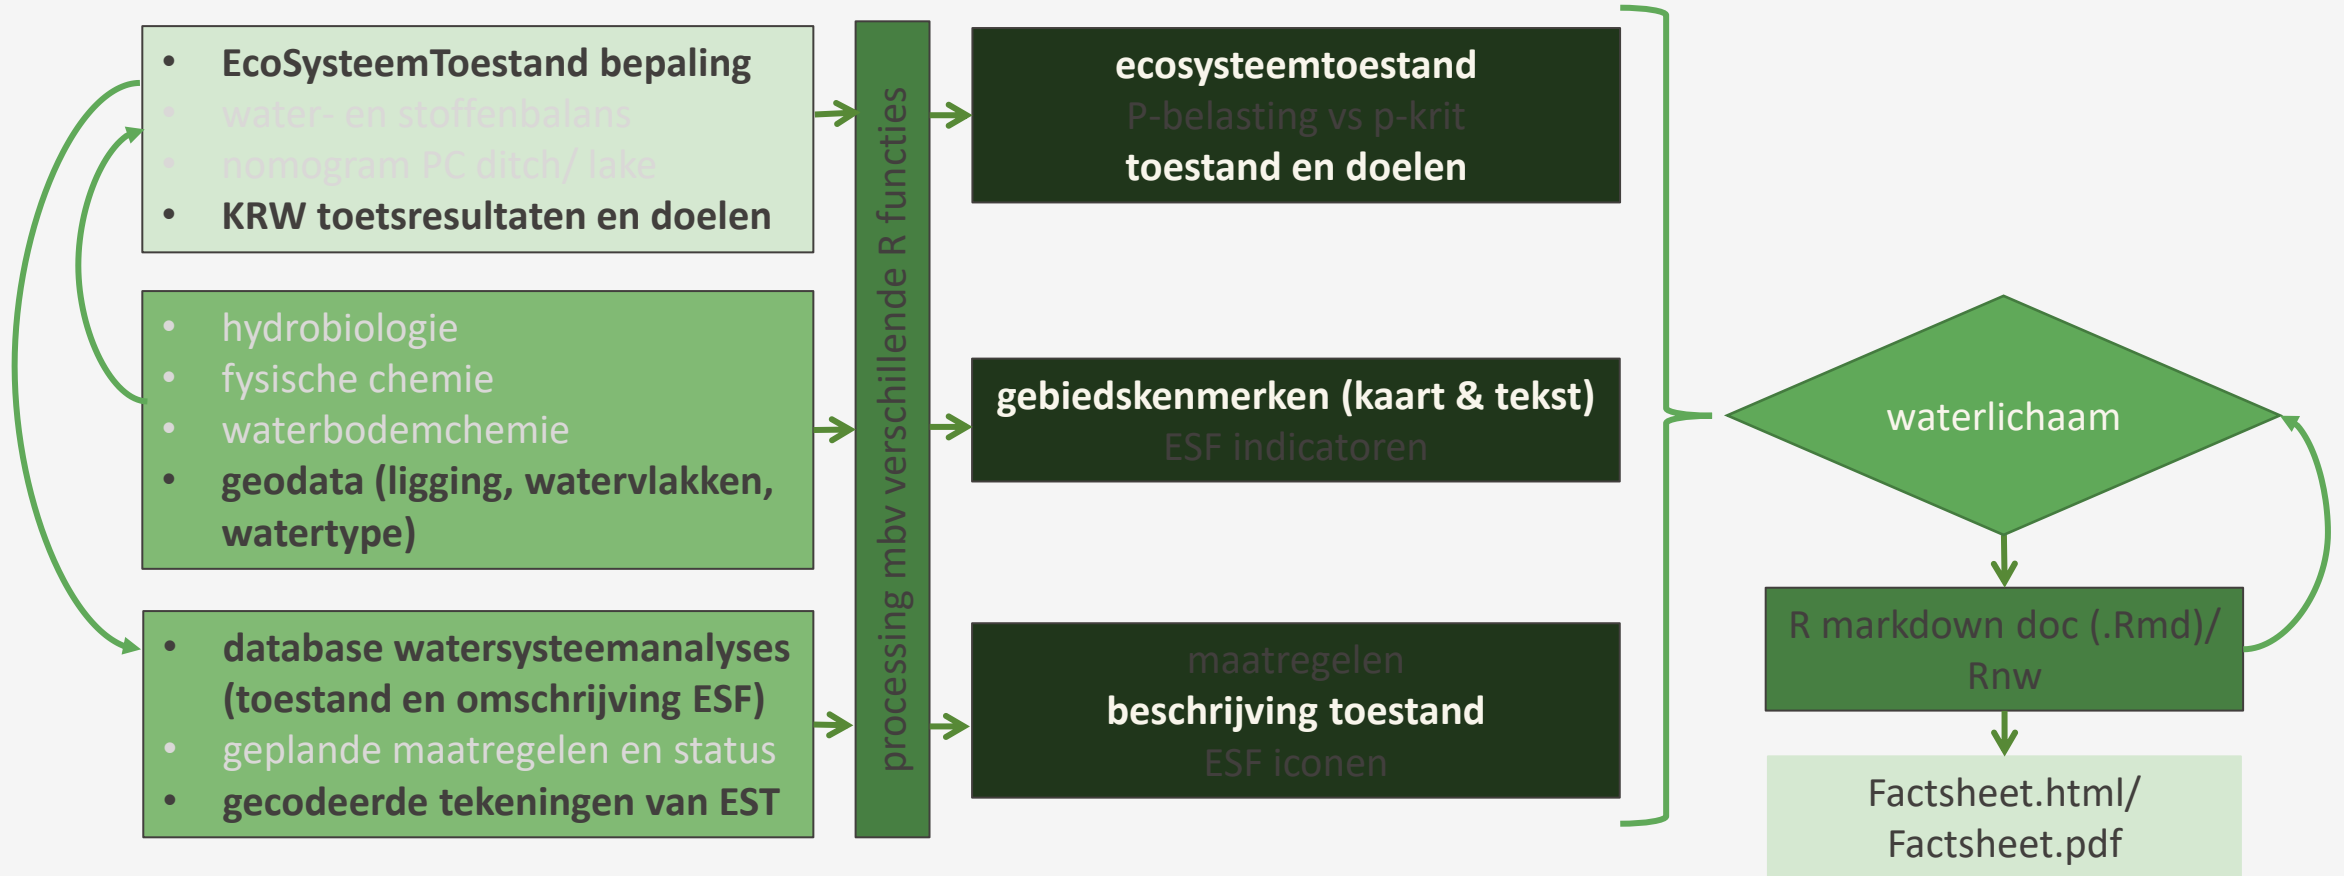 • EcoSysteemToestand bepaling
• water- en stoffenbalans
• nomogram PC ditch/ lake
• KRW toetsresultaten en doelen
• hydrobiologie
• fysische chemie
• waterbodemchemie
• geodata (ligging, watervlakken,
watertype)
• database watersysteemanalyses
(toestand en omschrijving ESF)
• geplande maatregelen en status
• gecodeerde tekeningen van EST
processing mbv verschillende R functies
ecosysteemtoestand
P-belasting vs p-krit
toestand en doelen
gebiedskenmerken (kaart & tekst)
ESF indicatoren
maatregelen
beschrijving toestand
ESF iconen
waterlichaam
R markdown doc (.Rmd)/
Rnw
Factsheet.html/
Factsheet.pdf